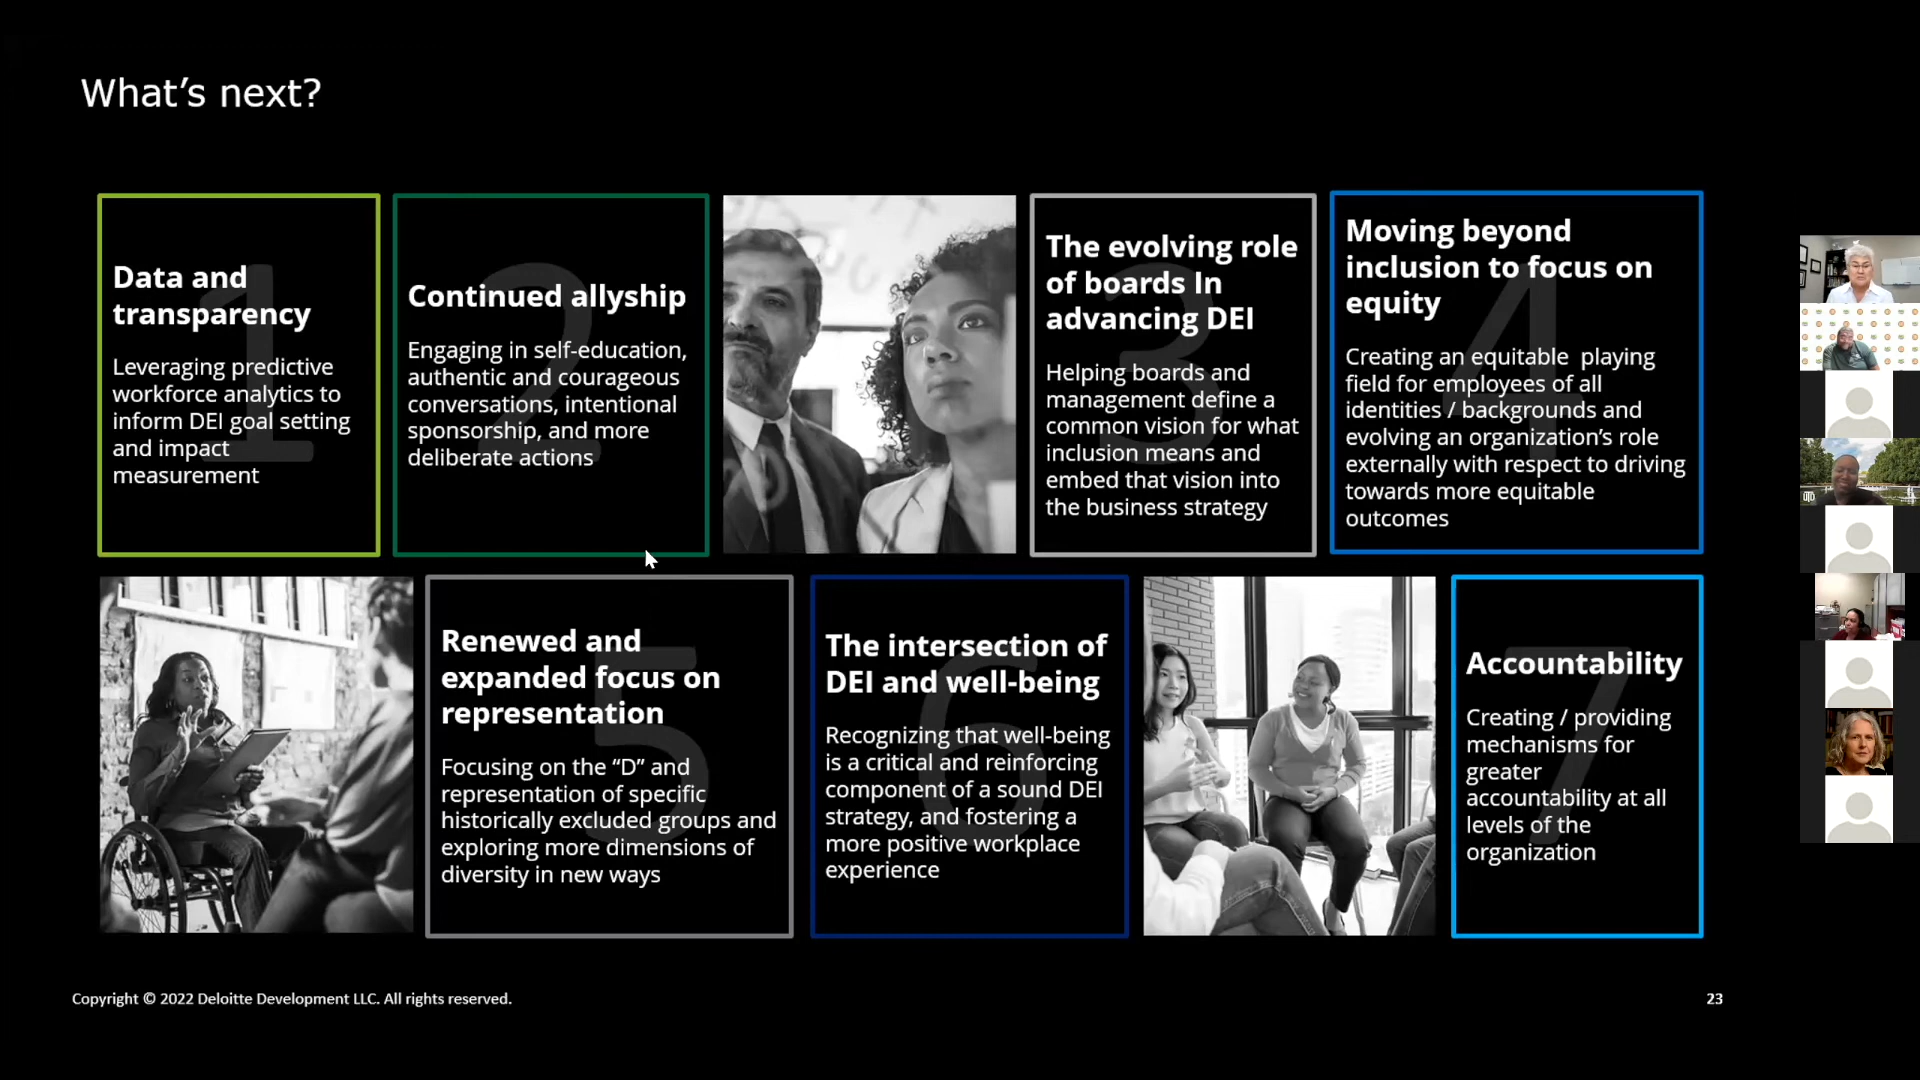 What’s next?
1
Data and
transparency
Leveraging predictive
workforce analytics to
inform DEI goal setting
and impact
measurement
2
Continued allyship
Engaging in self-education,
authentic and courageous
conversations, intentional
sponsorship, and more
deliberate actions
3
The evolving role
of boards In
advancing DEI
Helping boards and
management define a
common vision for what
inclusion means and
embed that vision into
the business strategy
4
Moving beyond
inclusion to focus on
equity
Creating an equitable  playing
field for employees of all
identities / backgrounds and
evolving an organization’s role
externally with respect to driving
towards more equitable
outcomes
5
Renewed and
expanded focus on
representation
Focusing on the “D” and
representation of specific
historically excluded groups and
exploring more dimensions of
diversity in new ways
6
The intersection of
DEI and well-being
Recognizing that well-being
is a critical and reinforcing
component of a sound DEI
strategy, and fostering a
more positive workplace
experience
7
Accountability
Creating / providing
mechanisms for
greater
accountability at all
levels of the
organization
Copyright © 2022 Deloitte Development LLC. All rights reserved.
23